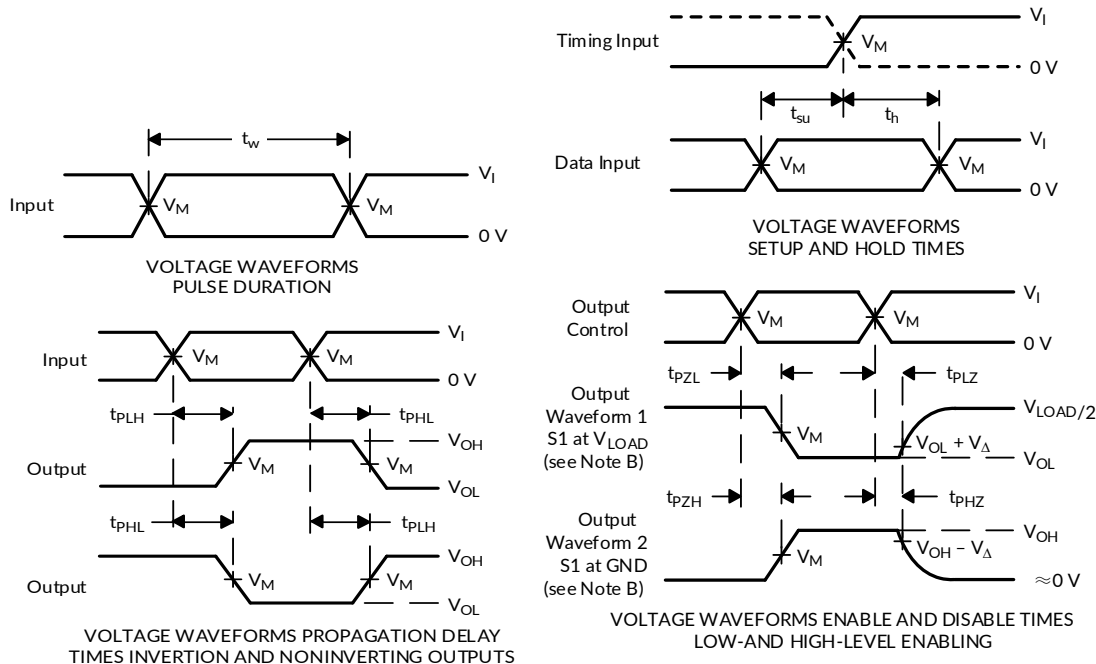 t_w
Input
V_M
V_M
V_I
0 V
VOLTAGE WAVEFORMS
PULSE DURATION
Timing Input
V_M
V_I
0 V
t_su
t_h
Data Input
V_M
V_M
V_I
0 V
VOLTAGE WAVEFORMS
SETUP AND HOLD TIMES
Input
V_M
V_M
V_I
0 V
t_PLH
t_PHL
Output
V_M
V_M
V_OH
V_OL
t_PHL
t_PLH
Output
V_M
V_M
V_OH
V_OL
VOLTAGE WAVEFORMS PROPAGATION DELAY
TIMES INVERTION AND NONINVERTING OUTPUTS
Output
Control
V_M
V_M
V_I
0 V
t_PZL
t_PLZ
Output
Waveform 1
S1 at V_LOAD
(see Note B)
V_M
V_LOAD/2
V_OL + V_Δ
V_OL
t_PZH
t_PHZ
Output
Waveform 2
S1 at GND
(see Note B)
V_M
V_OH
V_OH – V_Δ
≈0 V
VOLTAGE WAVEFORMS ENABLE AND DISABLE TIMES
LOW-AND HIGH-LEVEL ENABLING